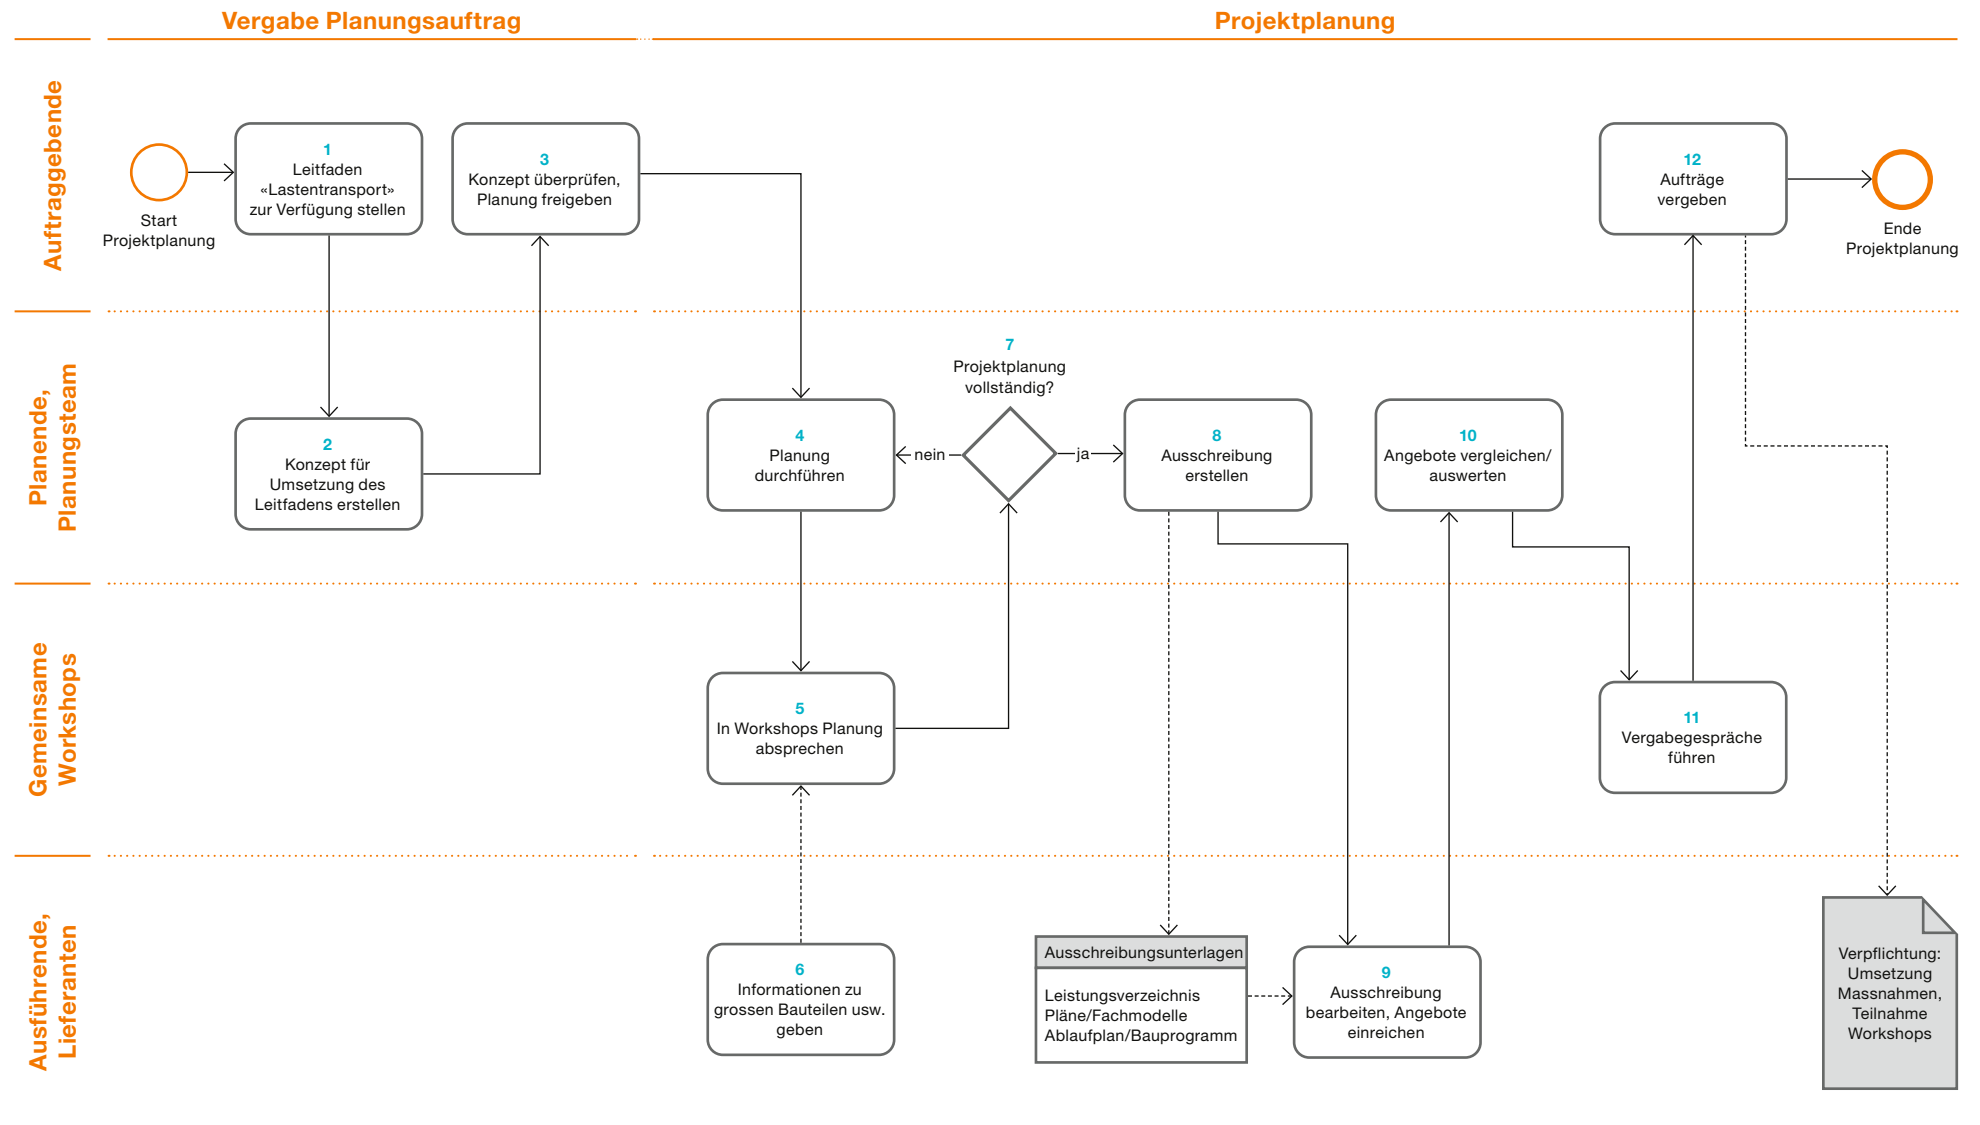 Vergabe Planungsauftrag
Projektplanung
Auftraggebende
Start
Projektplanung
1
Leitfaden
«Lastentransport»
zur Verfügung stellen
3
Konzept überprüfen,
Planung freigeben
12
Aufträge
vergeben
Ende
Projektplanung
Planende,
Planungsteam
2
Konzept für
Umsetzung des
Leitfadens erstellen
4
Planung
durchführen
nein
7
Projektplanung
vollständig?
ja
8
Ausschreibung
erstellen
10
Angebote vergleichen/
auswerten
Gemeinsame
Workshops
5
In Workshops Planung
absprechen
11
Vergabegespräche
führen
Ausführende,
Lieferanten
6
Informationen zu
grossen Bauteilen usw.
geben
Ausschreibungsunterlagen
Leistungsverzeichnis
Pläne/Fachmodelle
Ablaufplan/Bauprogramm
9
Ausschreibung
bearbeiten, Angebote
einreichen
Verpflichtung:
Umsetzung
Massnahmen,
Teilnahme
Workshops